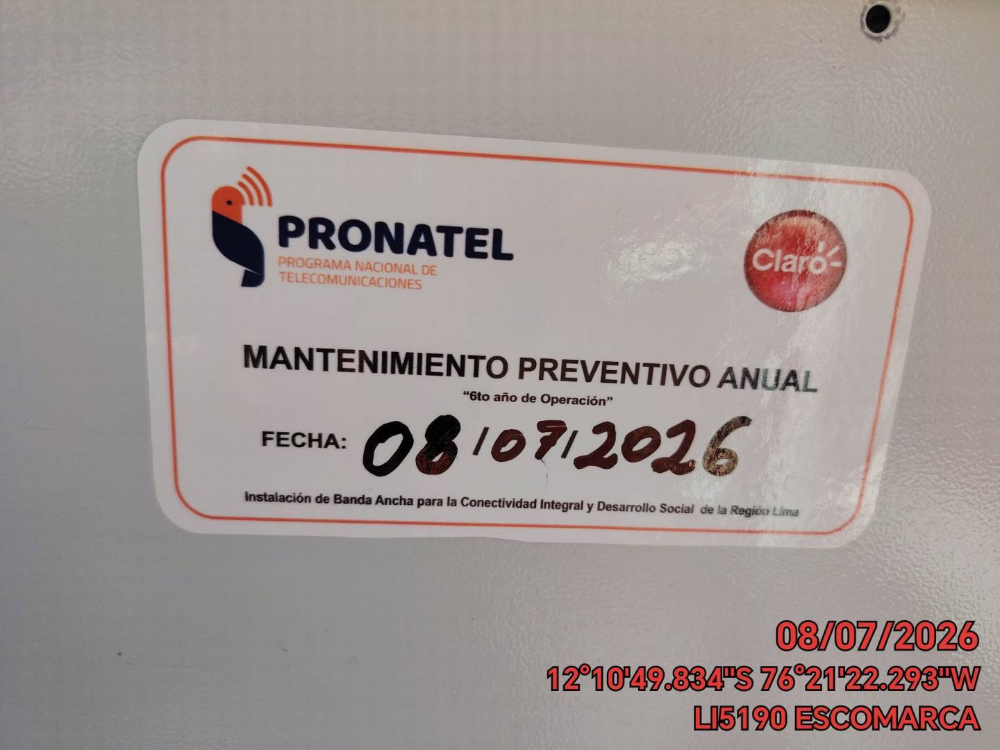 PRONATEL
PROGRAMA NACIONAL DE
TELECOMUNICACIONES
Claro
MANTENIMIENTO PREVENTIVO ANUAL
“6to año de Operación”
FECHA: 08/07/2026
Instalación de Banda Ancha para la Conectividad Integral y Desarrollo Social de la Región Lima
08/07/2026
12°10'49.834"S 76°21'22.293"W
LI5190 ESCOMARCA